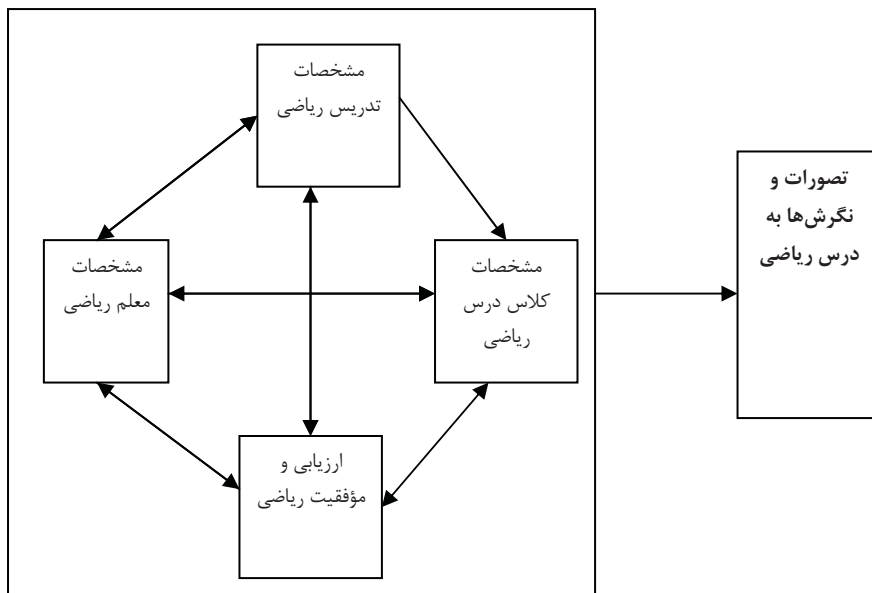 مشخصات
تدریس ریاضی
تصورات و
نگرش‌ها به
درس ریاضی
مشخصات
کلاس درس
ریاضی
مشخصات
معلم ریاضی
ارزیابی و
مؤفقیت ریاضی